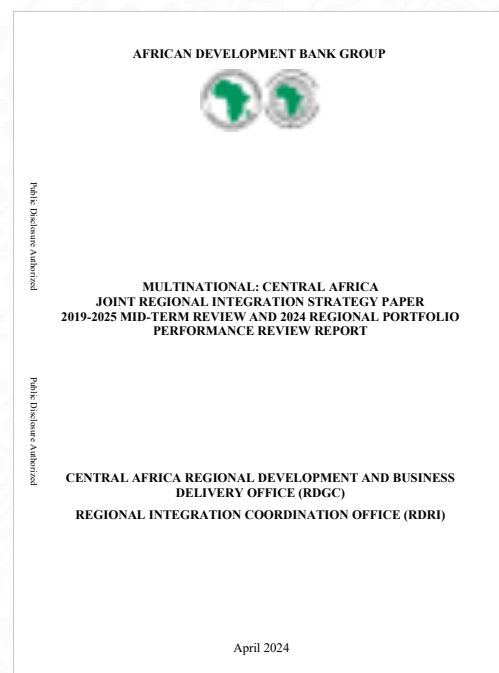 AFRICAN DEVELOPMENT BANK GROUP
Public Disclosure Authorized
MULTINATIONAL: CENTRAL AFRICA
JOINT REGIONAL INTEGRATION STRATEGY PAPER
2019-2025 MID-TERM REVIEW AND 2024 REGIONAL PORTFOLIO
PERFORMANCE REVIEW REPORT
Public Disclosure Authorized
CENTRAL AFRICA REGIONAL DEVELOPMENT AND BUSINESS
DELIVERY OFFICE (RDGC)
REGIONAL INTEGRATION COORDINATION OFFICE (RDRI)
April 2024